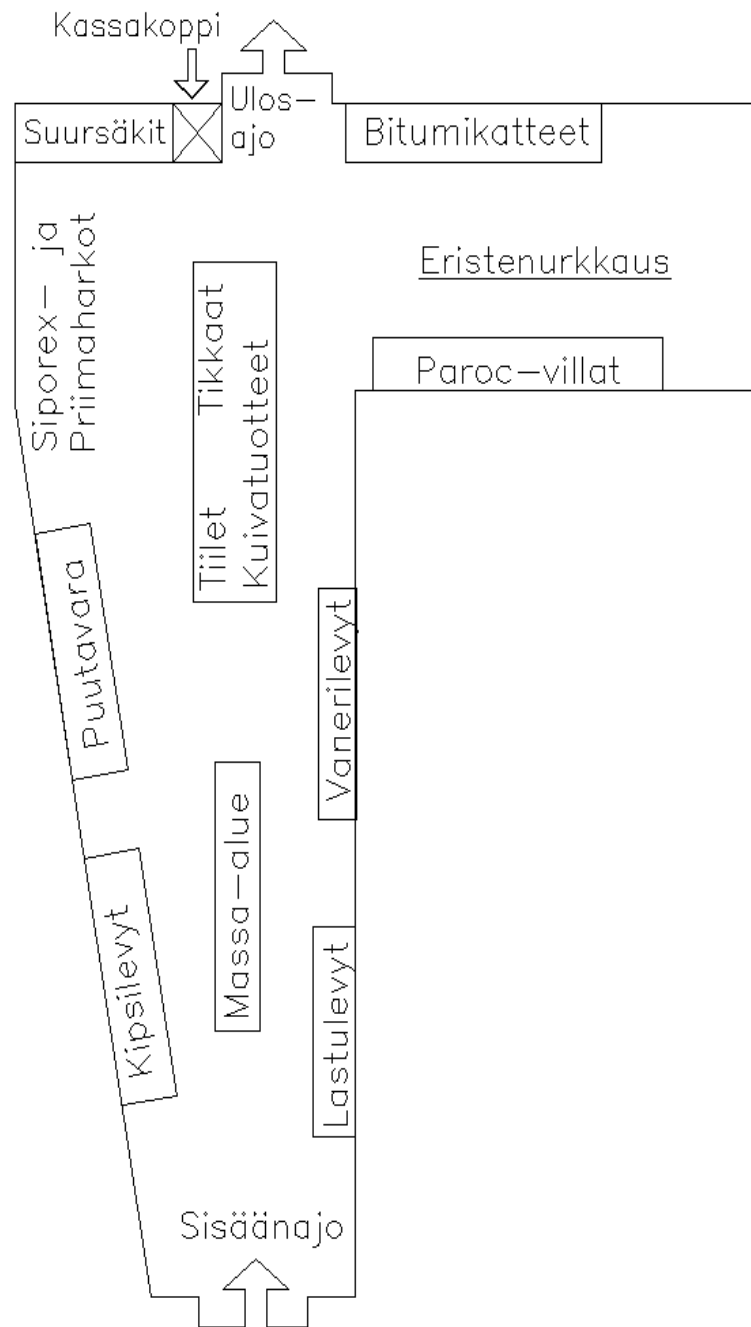 Kassakoppi
Suursäkit
Ulos-
ajo
Bitumikatteet
Siporex- ja
Priimaharkot
Tiilet Tikkaat
Kuivatuotteet
Eristenurkkaus
Paroc-villat
Puutavara
Vanerilevyt
Massa-alue
Kipsilevyt
Lastulevyt
Sisäänajo